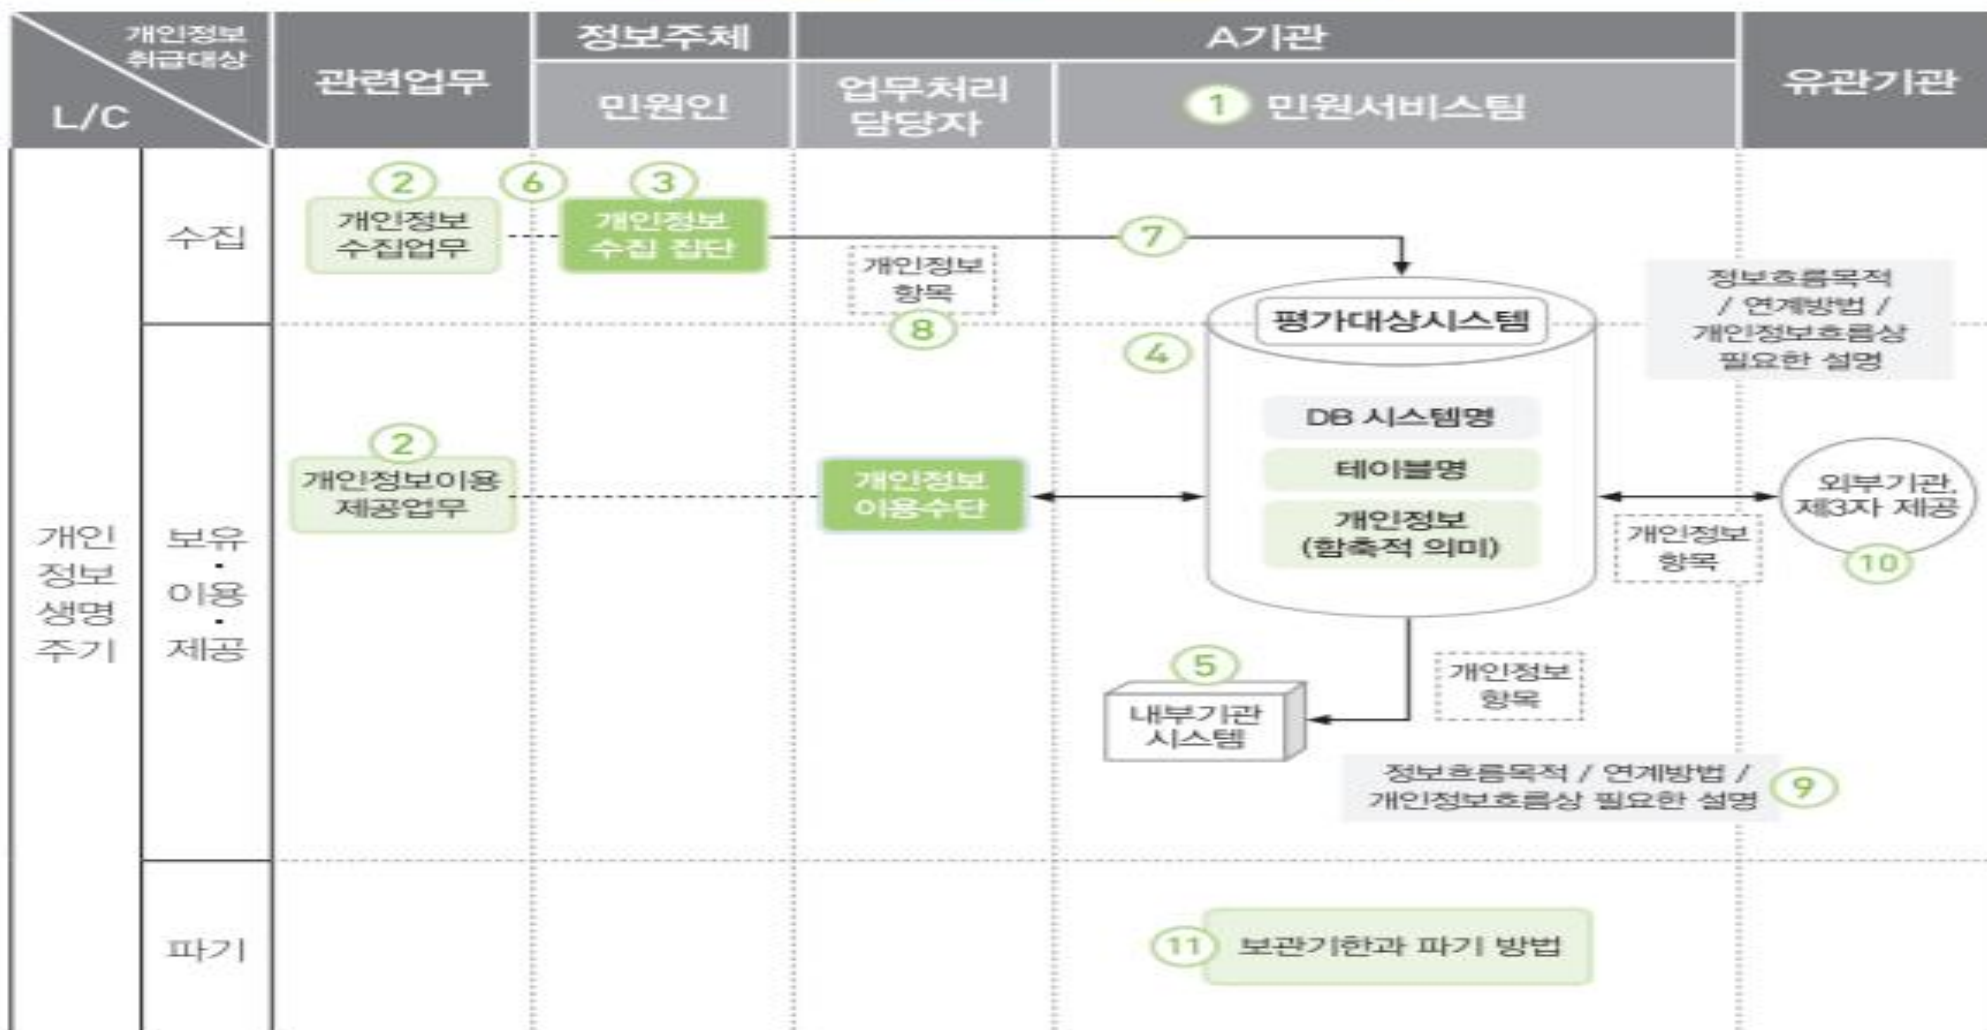 개인정보
취급대상
L/C
관련업무
정보주체
민원인
A기관
업무처리
담당자
① 민원서비스팀
유관기관
개인
정보
생명
주기
수집
②
개인정보
수집업무
⑥
③
개인정보
수집 집단
⑦
개인정보
항목
⑧
평가대상시스템
정보흐름목적
/ 연계방법 /
개인정보흐름상
필요한 설명
④
보유
·
이용
·
제공
②
개인정보이용
제공업무
개인정보
이용수단
DB 시스템명
테이블명
개인정보
(함축적 의미)
외부기관,
제3자 제공
⑩
개인정보
항목
⑤
내부기관
시스템
개인정보
항목
정보흐름목적 / 연계방법 /
개인정보흐름상 필요한 설명
⑨
파기
⑪ 보관기한과 파기 방법